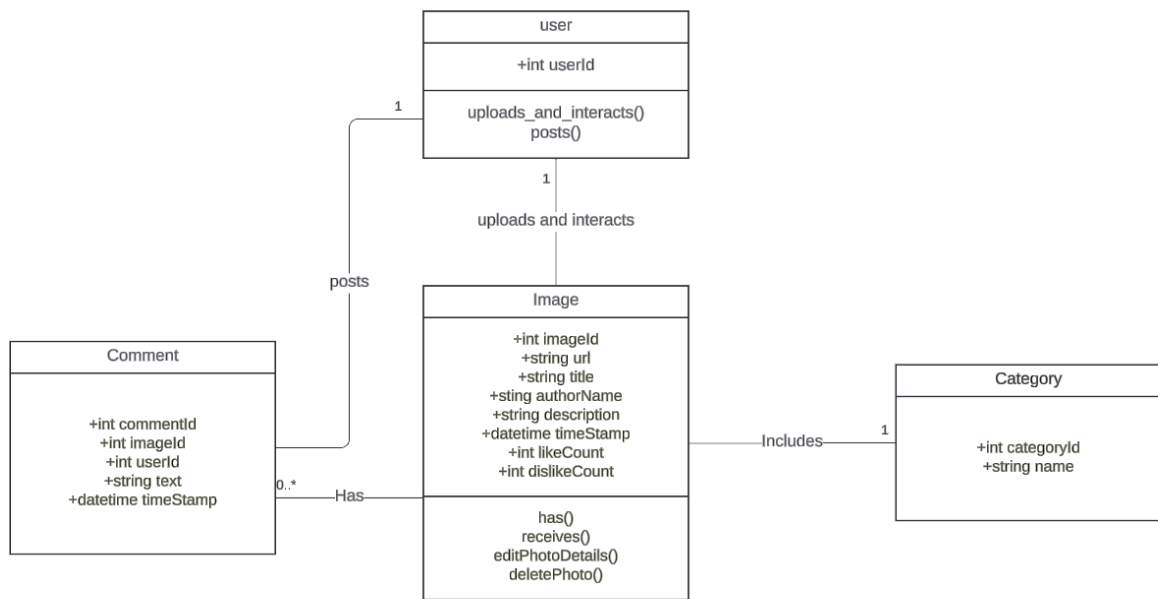 user
+int userId
uploads_and_interacts()
posts()
1
1
uploads and interacts
posts
Image
+int imageId
+string url
+string title
+sting authorName
+string description
+datetime timeStamp
+int likeCount
+int dislikeCount
has()
receives()
editPhotoDetails()
deletePhoto()
Comment
+int commentId
+int imageId
+int userId
+string text
+datetime timeStamp
0..*
Has
Includes
1
Category
+int categoryId
+string name